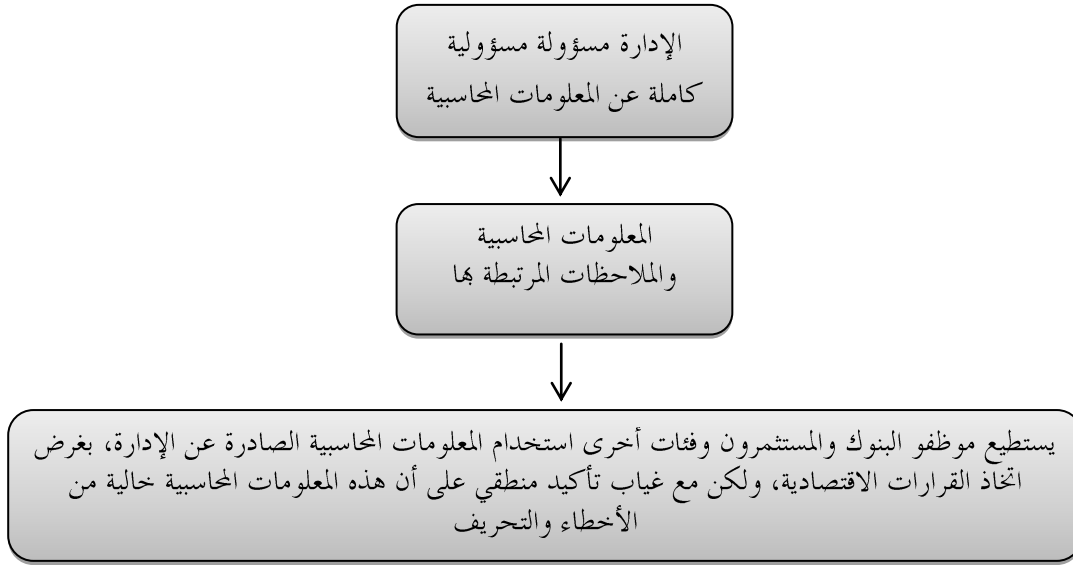 الإدارة مسؤولة مسؤولية
كاملة عن المعلومات المحاسبية
المعلومات المحاسبية
والملاحظات المرتبطة بها
يستطيع موظفو البنوك والمستثمرون وفئات أخرى استخدام المعلومات المحاسبية الصادرة عن الإدارة، بغرض
اتخاذ القرارات الاقتصادية، ولكن مع غياب تأكيد منطقي على أن هذه المعلومات المحاسبية خالية من
الأخطاء والتحريف